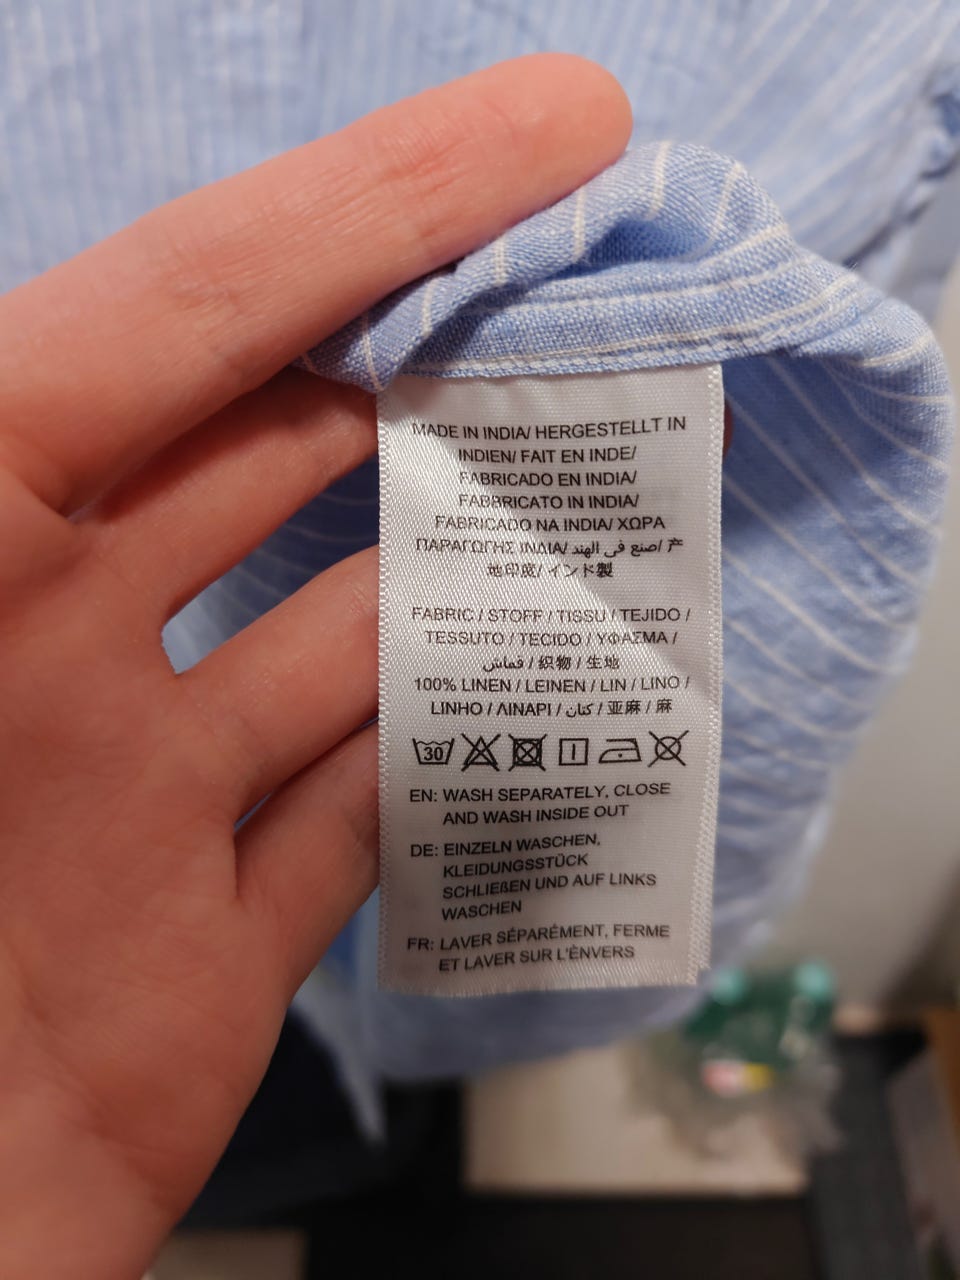 MADE IN INDIA/ HERGESTELLT IN
INDIEN/ FAIT EN INDE/
FABRICADO EN INDIA/
FABBRICATO IN INDIA/
FABRICADO NA INDIA/ ΧΩΡΑ
ΠΑΡΑΓΩΓΗΣ ΙΝΔΙΑ/ اصنع في الهند / 产
地印度/ インド製
FABRIC / STOFF / TISSU / TEJIDO /
TESSUTO / TECIDO / ΥΦΑΣΜΑ /
قماش / 织物 / 生地
100% LINEN / LEINEN / LIN / LINO /
LINHO / ΛΙΝΑΡΙ / كتان / 亚麻 / 麻
30
EN: WASH SEPARATELY, CLOSE
AND WASH INSIDE OUT
DE: EINZELN WASCHEN,
KLEIDUNGSSTÜCK
SCHLIEßEN UND AUF LINKS
WASCHEN
FR: LAVER SÉPARÉMENT, FERME
ET LAVER SUR L'ÈNVERS